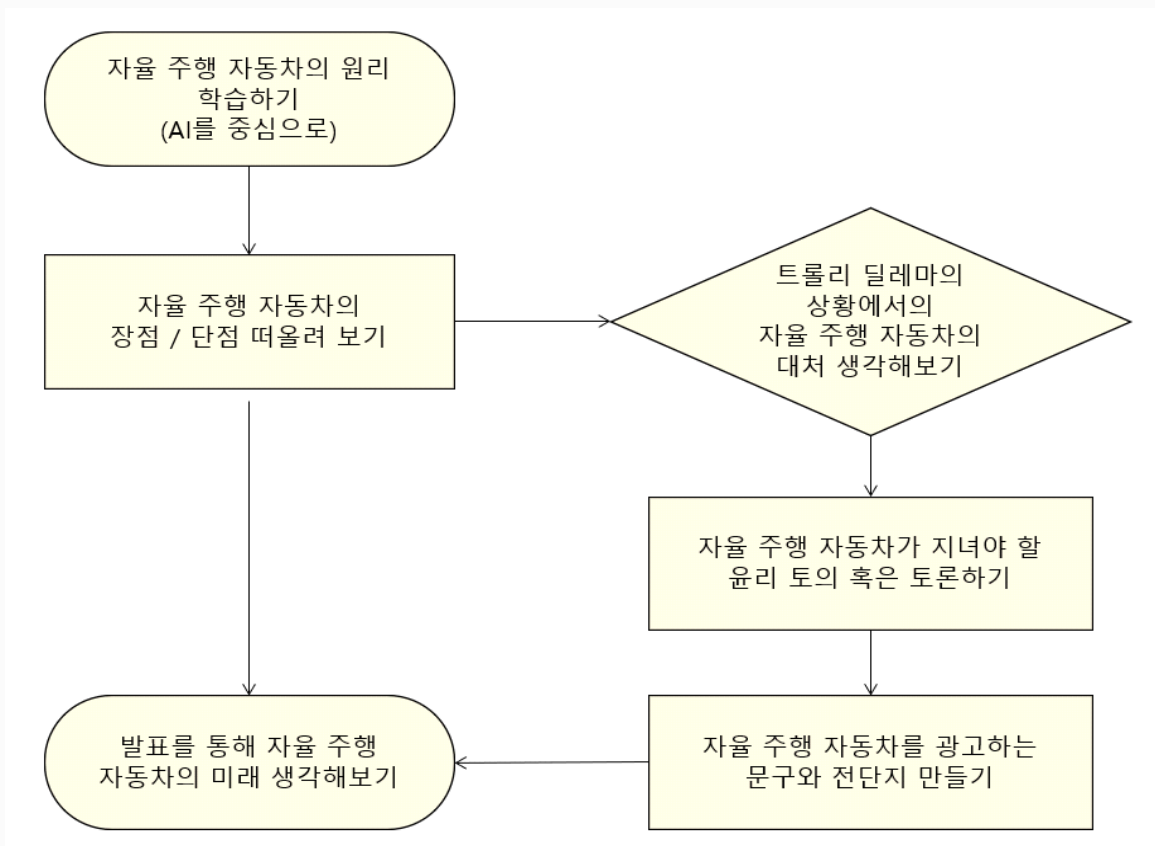 자율 주행 자동차의 원리
학습하기
(AI를 중심으로)
자율 주행 자동차의
장점 / 단점 떠올려 보기
트롤리 딜레마의
상황에서의
자율 주행 자동차의
대처 생각해보기
자율 주행 자동차가 지녀야 할
윤리 토의 혹은 토론하기
자율 주행 자동차를 광고하는
문구와 전단지 만들기
발표를 통해 자율 주행
자동차의 미래 생각해보기